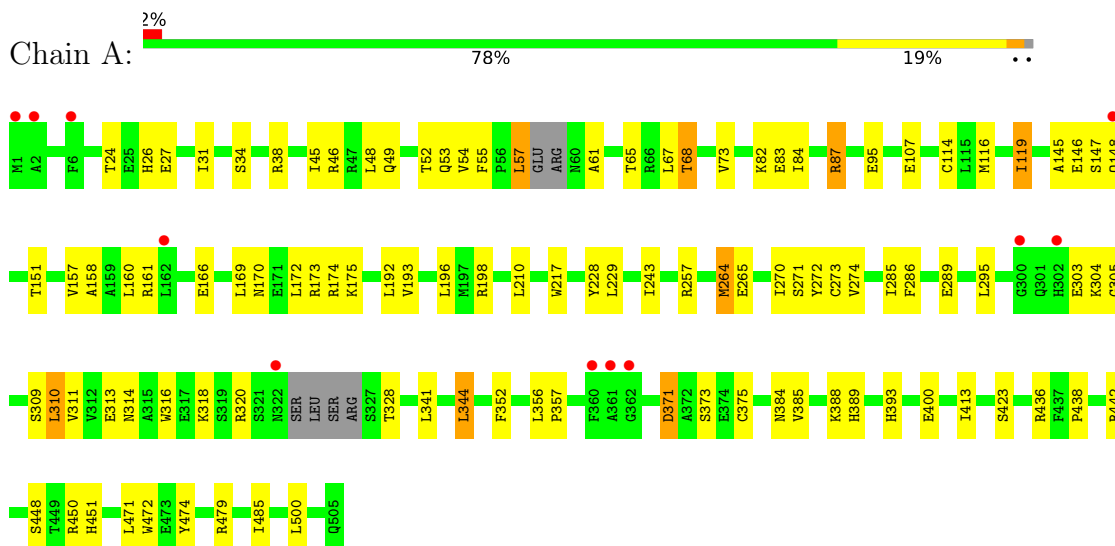 2%
Chain A:
78% 19% • •
M1 A2 F6 T24 E25 H26 E27 I31 S34 R38 I45 R46 R47 L48 Q49 T52 Q53 V54 F55 P56 L57 GLU ARG N60 A61 T65 R66 L67 T68 V73 K82 E83 I84 R87 E95 E107 C114 L115 M116 I119 A145 E146 S147
T151 V157 A158 A159 L160 R161 L162 E166 L169 N170 E171 L172 R173 R174 K175 L192 V193 L196 M197 R198 L210 W217 Y228 L229 I243 R257 M264 E265 I270 S271 Y272 C273 V274 I285 F286 E289 L295 G300 Q301 H302 E303 K304
S309 L310 V311 V312 E313 N314 A315 W316 E317 K318 S319 R320 S321 N322 SER LEU SER ARG S327 T328 L341 L344 F352 L356 P357 F360 A361 G362 D371 A372 S373 E374 C375 N384 V385 K388 H389 H393 E400 I413 S423 R436 F437 P438
S448 T449 R450 H451 L471 W472 E473 Y474 R479 I485 L500 Q505